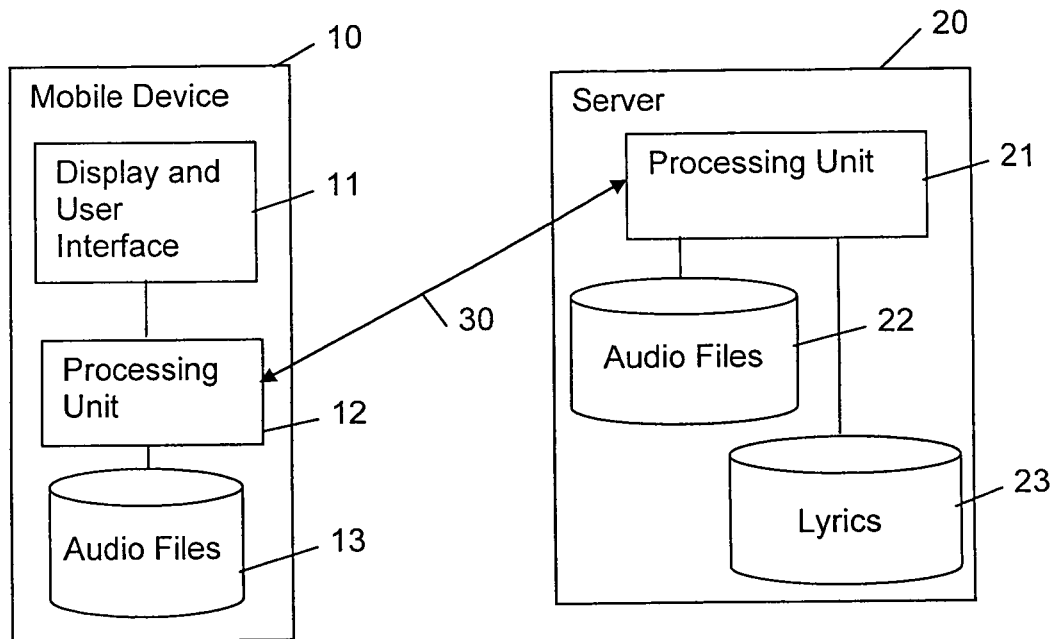 10
Mobile Device
Display and
User
Interface
11
Processing
Unit
12
Audio Files
13
30
20
Server
Processing Unit
21
Audio Files
22
Lyrics
23